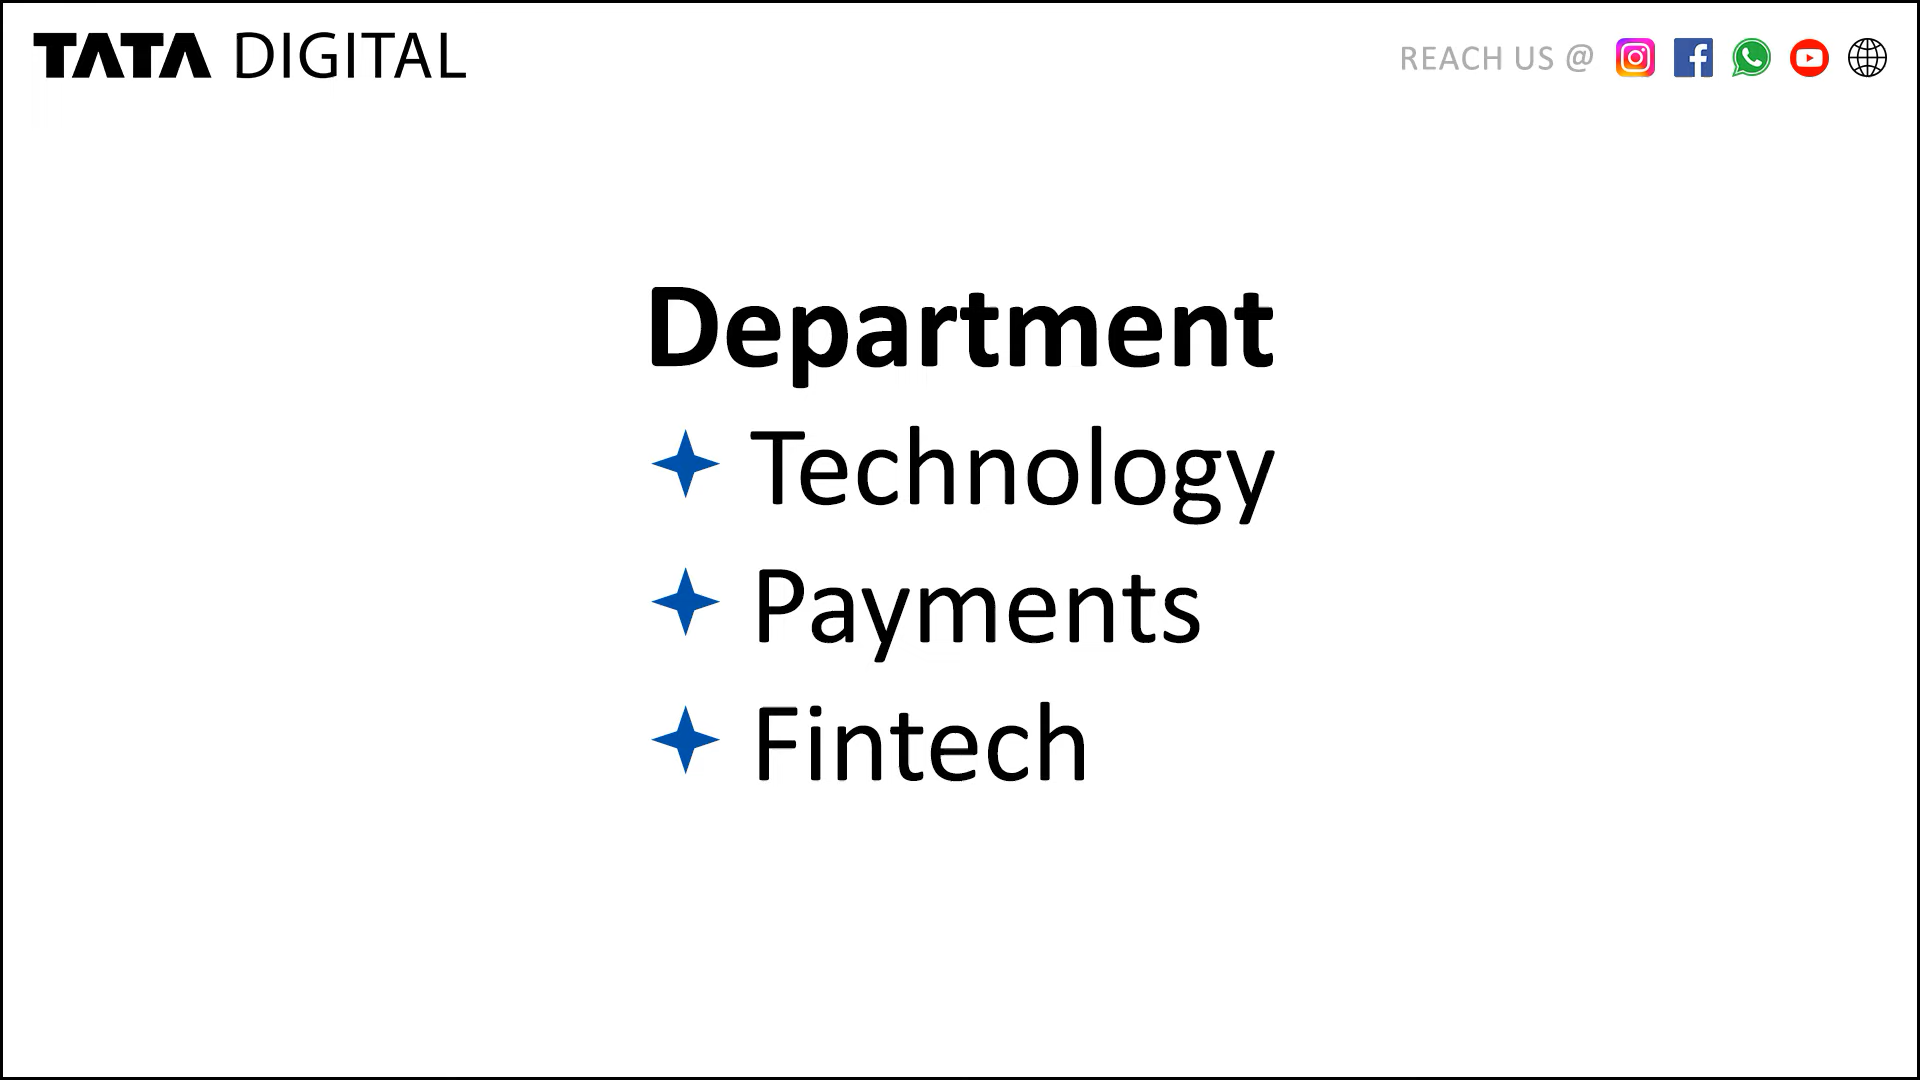 TATA DIGITAL
REACH US @
Department
Technology
Payments
Fintech